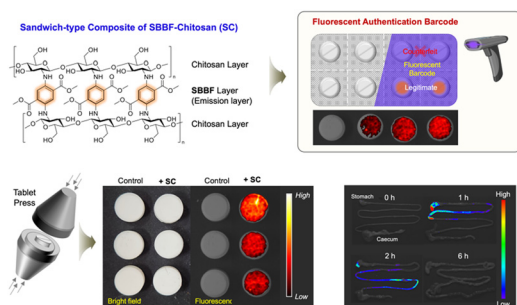 Sandwich-type Composite of SBBF-Chitosan (SC)
Chitosan Layer
SBBF Layer
(Emission layer)
Chitosan Layer
Fluorescent Authentication Barcode
Counterfeit
Fluorescent
Barcode
Legitimate
Tablet
Press
Control
+ SC
Control
+ SC
High
Low
Bright field
Fluorescenc
Stomach
0 h
1 h
Caecum
2 h
6 h
High
Low